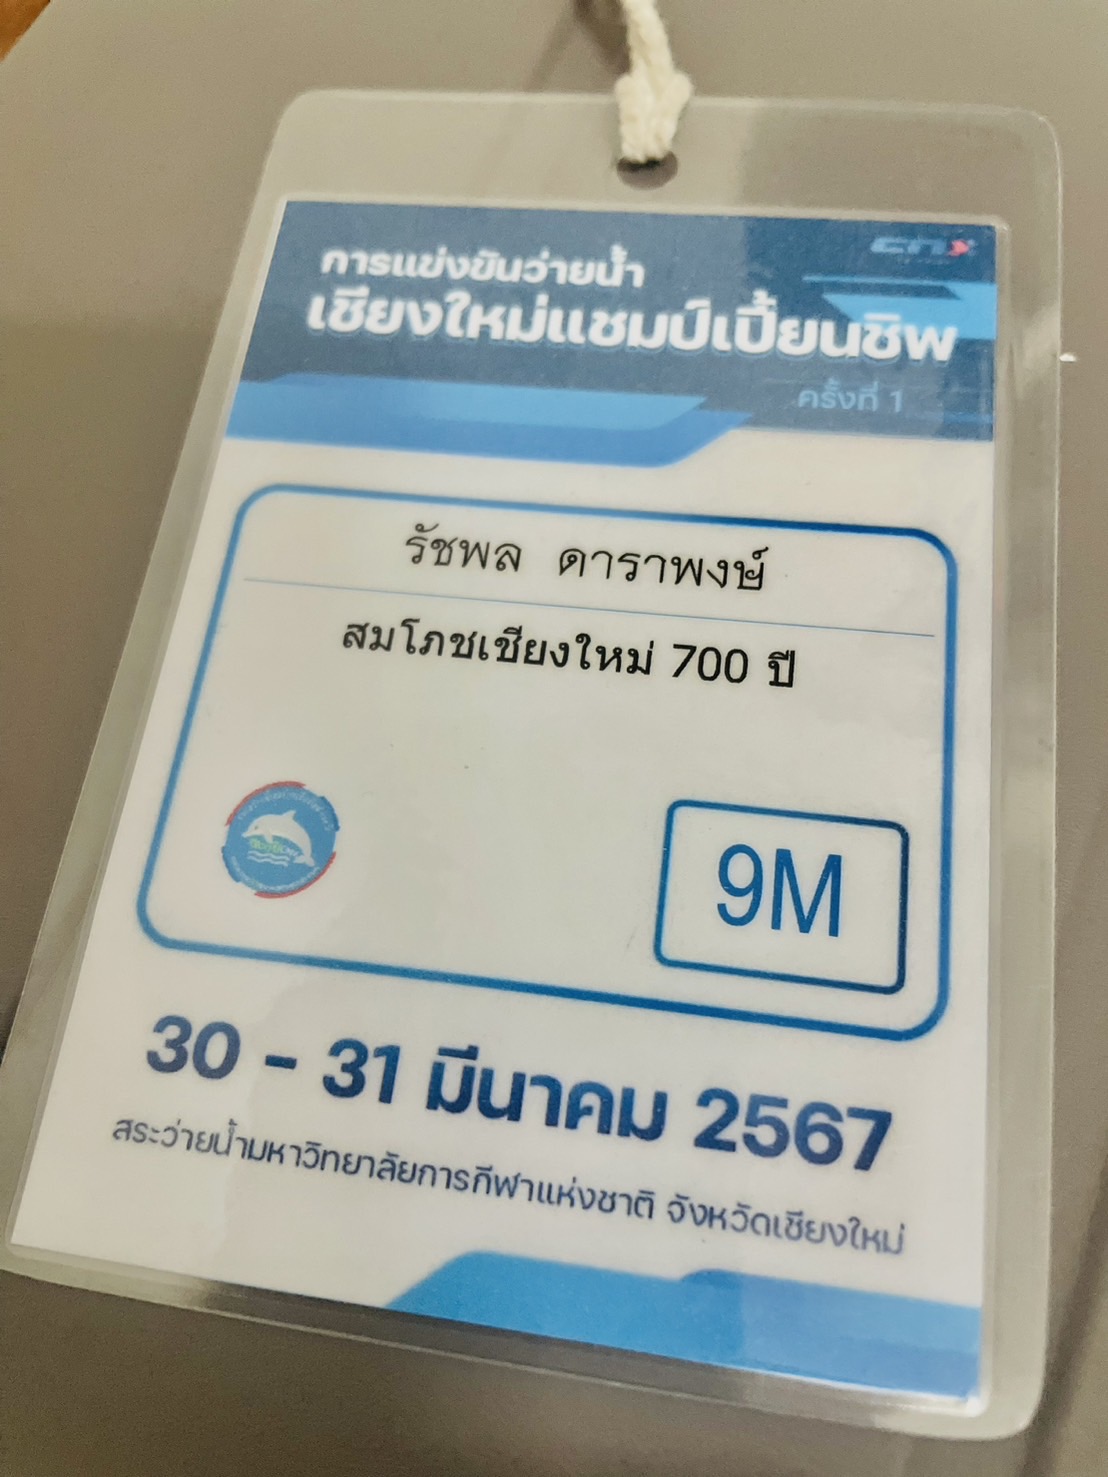 cnx
การแข่งขันว่ายน้ำ
เชียงใหม่แชมป์เปี้ยนชิพ
ครั้งที่ 1
รัชพล ดาราพงษ์
สมโภชเชียงใหม่ 700 ปี
9M
30 - 31 มีนาคม 2567
สระว่ายน้ำมหาวิทยาลัยการกีฬาแห่งชาติ จังหวัดเชียงใหม่